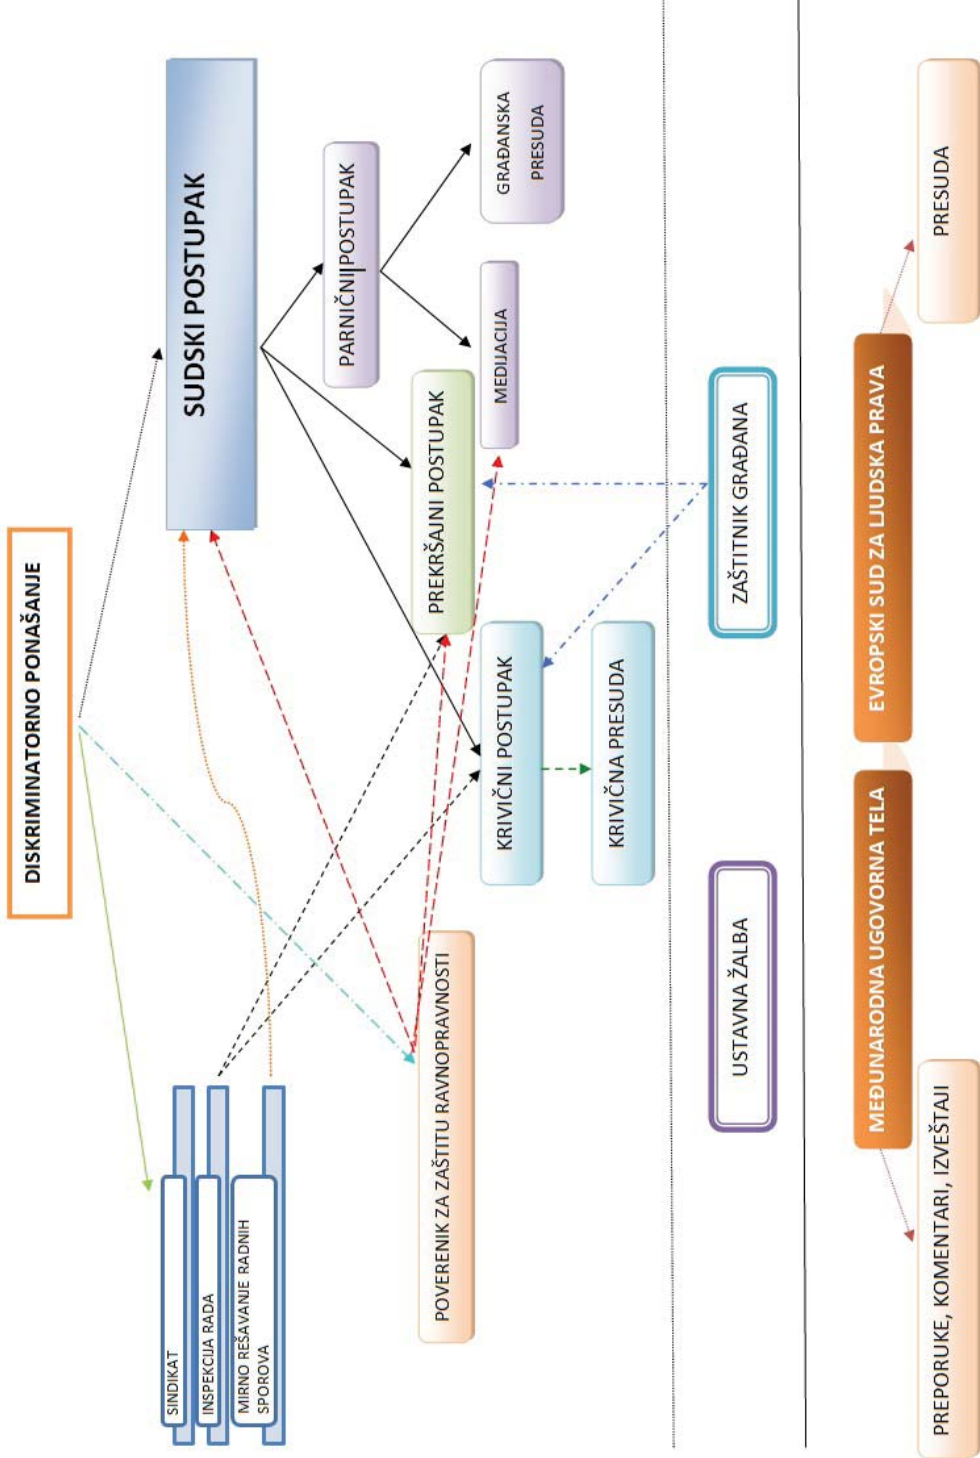 DISKRIMINATORNO PONAŠANJE
SINDIKAT
INSPEKCIJA RADA
MIRNO REŠAVANJE RADNIH
SPOROVA
SUDSKI POSTUPAK
PARNIČNI POSTUPAK
POVERENIK ZA ZAŠTITU RAVNOPRAVNOSTI
PREKRŠAJNI POSTUPAK
KRIVIČNI POSTUPAK
MEDIJACIJA
GRAĐANSKA
PRESUDA
KRIVIČNA PRESUDA
USTAVNA ŽALBA
ZAŠTITNIK GRAĐANA
MEĐUNARODNA UGOVORNA TELA
EVROPSKI SUD ZA LJUDSKA PRAVA
PREPORUKE, KOMENTARI, IZVEŠTAJI
PRESUDA